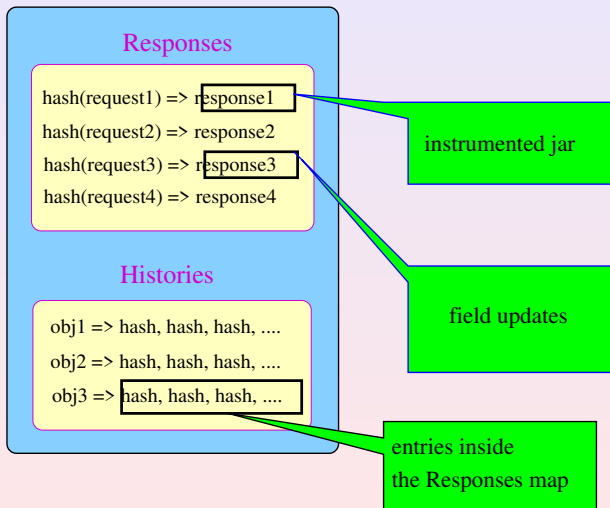 Responses
hash(request1) => response1
hash(request2) => response2
hash(request3) => response3
hash(request4) => response4
instrumented jar
field updates
Histories
obj1 => hash, hash, hash, ....
obj2 => hash, hash, hash, ....
obj3 => hash, hash, hash, ....
entries inside
the Responses map